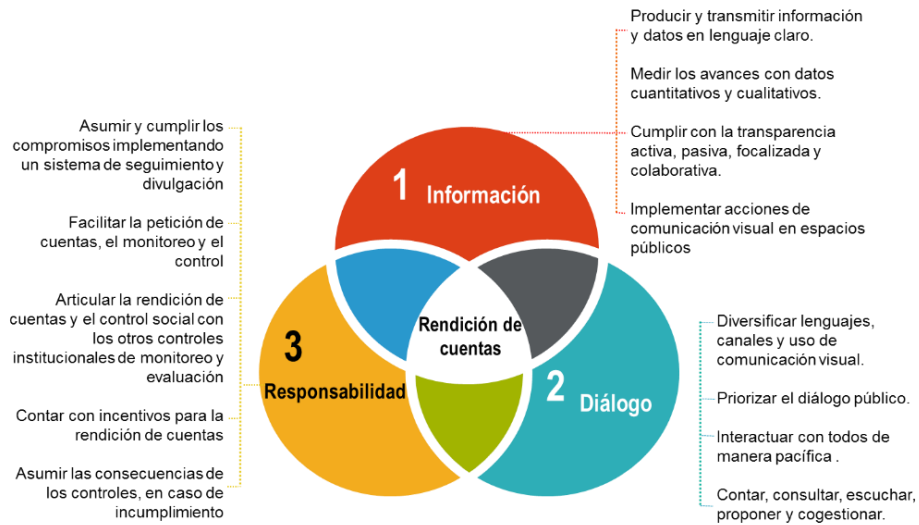 Producir y transmitir información
y datos en lenguaje claro.
Medir los avances con datos
cuantitativos y cualitativos.
Cumplir con la transparencia
activa, pasiva, focalizada y
colaborativa.
Implementar acciones de
comunicación visual en espacios
públicos
1 Información
Asumir y cumplir los
compromisos implementando
un sistema de seguimiento y
divulgación
Facilitar la petición de
cuentas, el monitoreo y el
control
Articular la rendición de
cuentas y el control social con
los otros controles
institucionales de monitoreo y
evaluación
Contar con incentivos para la
rendición de cuentas
Asumir las consecuencias de
los controles, en caso de
incumplimiento
3
Responsabilidad
Rendición de
cuentas
2 Diálogo
Diversificar lenguajes,
canales y uso de
comunicación visual.
Priorizar el diálogo público.
Interactuar con todos de
manera pacífica .
Contar, consultar, escuchar,
proponer y cogestionar.